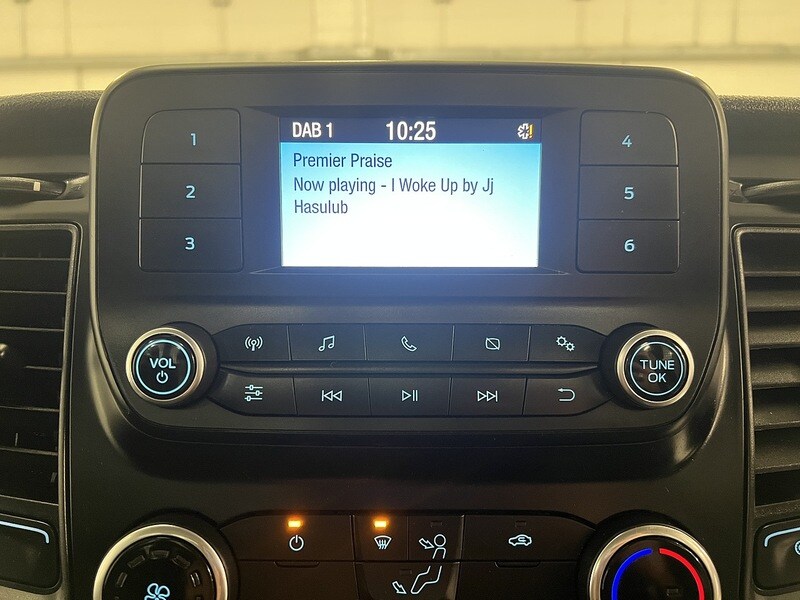 DAB 1 10:25
Premier Praise
Now playing - I Woke Up by Jj
Hasulub
1 4
2 5
3 6
VOL
TUNE
OK